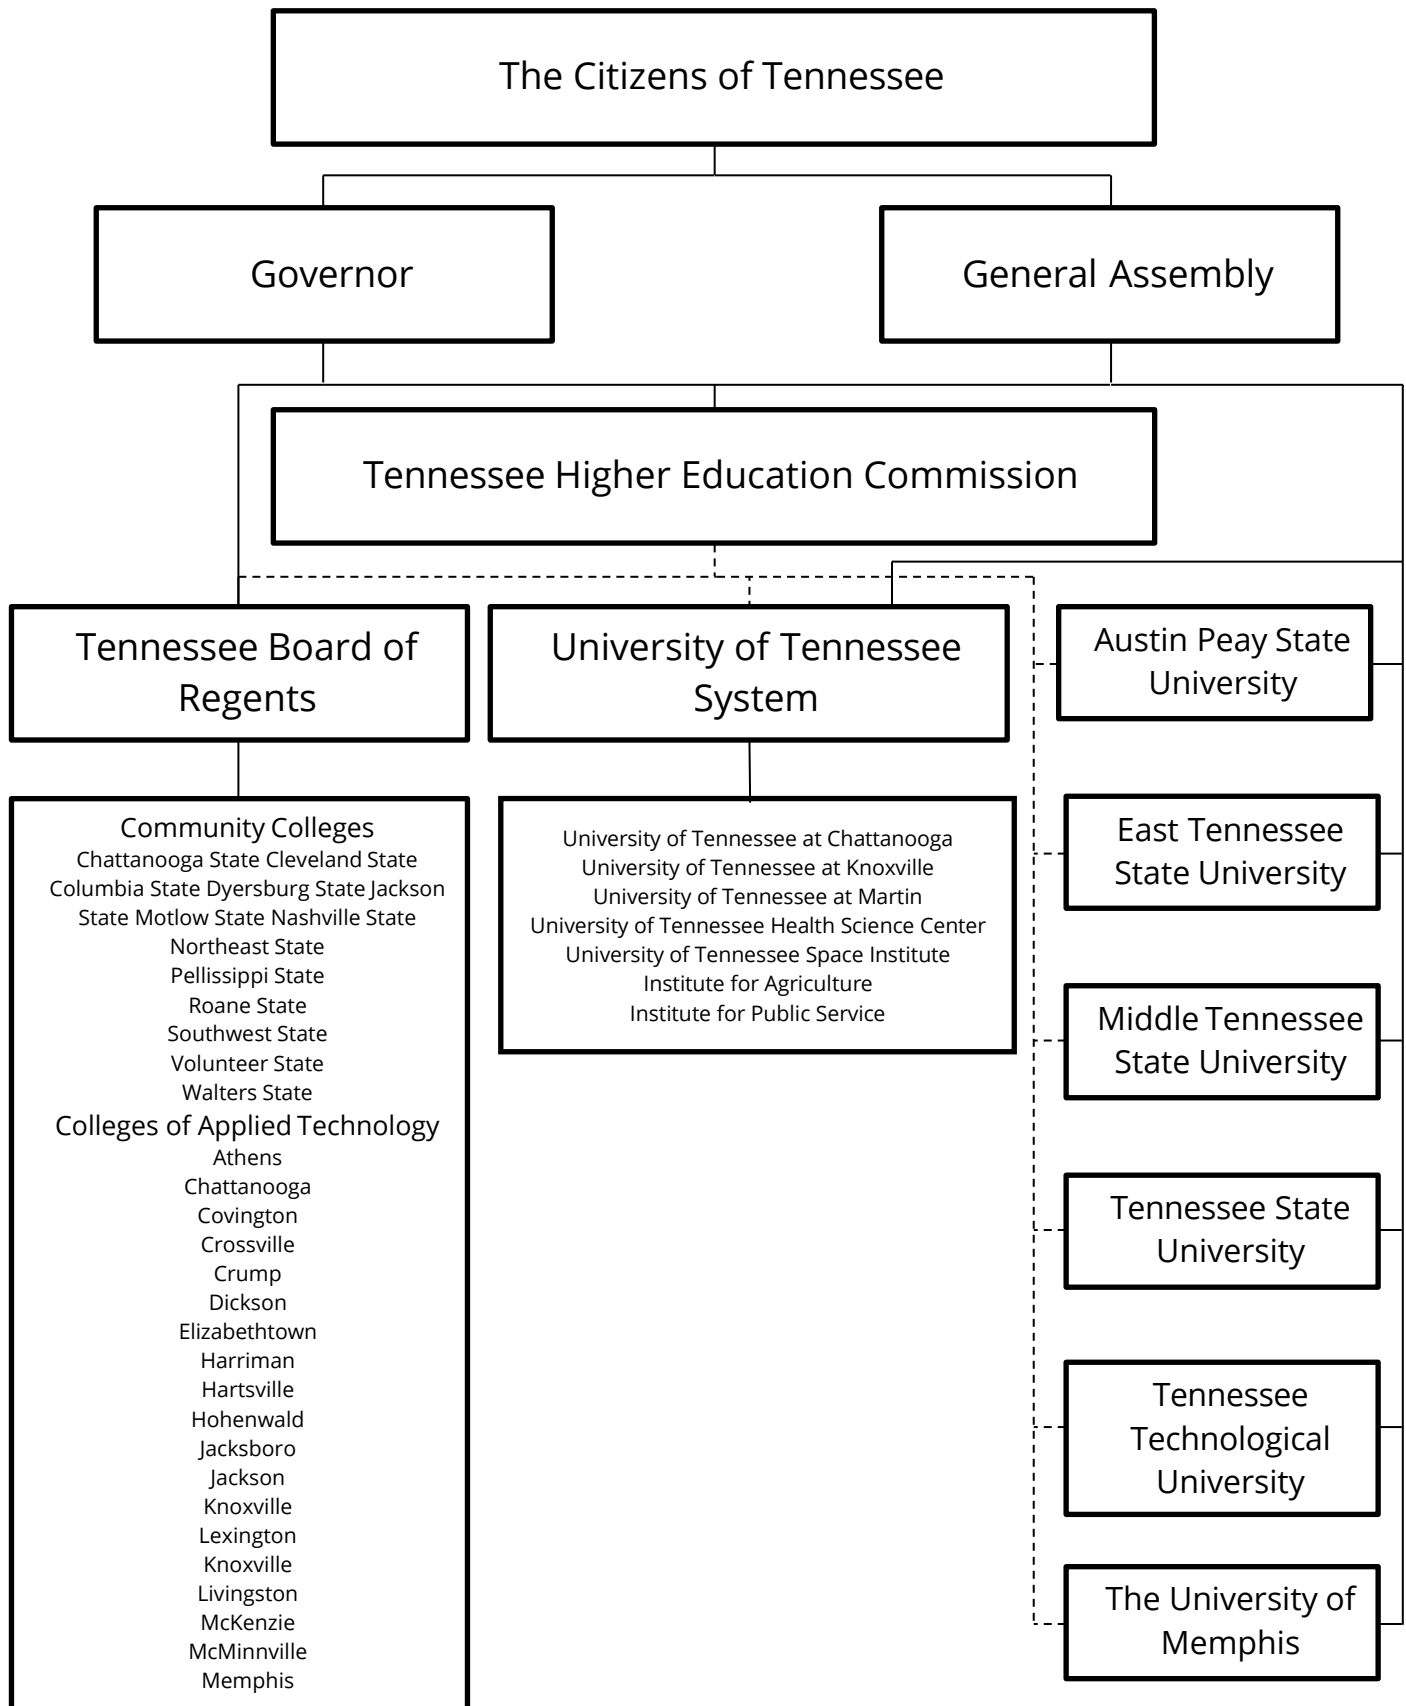 The Citizens of Tennessee
Governor
General Assembly
Tennessee Higher Education Commission
Tennessee Board of
Regents
University of Tennessee
System
Austin Peay State
University
Community Colleges
Chattanooga State Cleveland State
Columbia State Dyersburg State Jackson
State Motlow State Nashville State
Northeast State
Pellissippi State
Roane State
Southwest State
Volunteer State
Walters State
Colleges of Applied Technology
Athens
Chattanooga
Covington
Crossville
Crump
Dickson
Elizabethtown
Harriman
Hartsville
Hohenwald
Jacksboro
Jackson
Knoxville
Lexington
Knoxville
Livingston
McKenzie
McMinnville
Memphis
University of Tennessee at Chattanooga
University of Tennessee at Knoxville
University of Tennessee at Martin
University of Tennessee Health Science Center
University of Tennessee Space Institute
Institute for Agriculture
Institute for Public Service
East Tennessee
State University
Middle Tennessee
State University
Tennessee State
University
Tennessee
Technological
University
The University of
Memphis